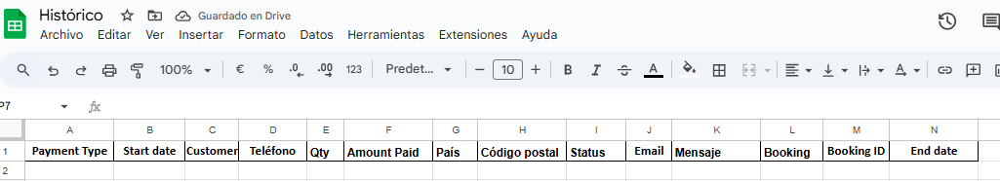 Histórico Guardado en Drive
Archivo Editar Ver Insertar Formato Datos Herramientas Extensiones Ayuda
100% € % .0 .00 123 Predet... 10 B I S A A
P7 fx
A B C D E F G H I J K L M N
1 Payment Type Start date Customer Teléfono Qty Amount Paid País Código postal Status Email Mensaje Booking Booking ID End date
2